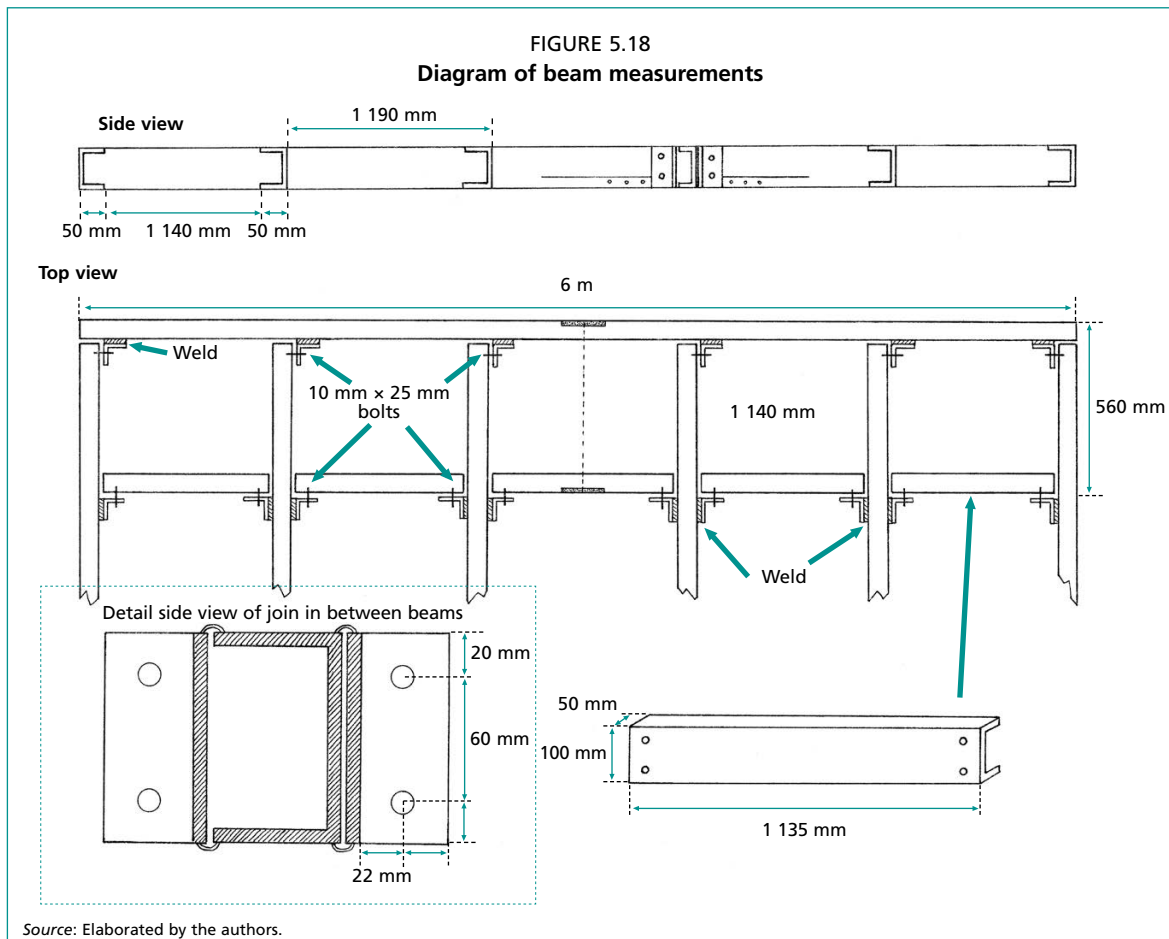 FIGURE 5.18
Diagram of beam measurements
Side view
1 190 mm
50 mm
1 140 mm
50 mm
Top view
6 m
Weld
10 mm × 25 mm
bolts
1 140 mm
560 mm
Weld
Detail side view of join in between beams
20 mm
60 mm
22 mm
50 mm
100 mm
1 135 mm
Source: Elaborated by the authors.